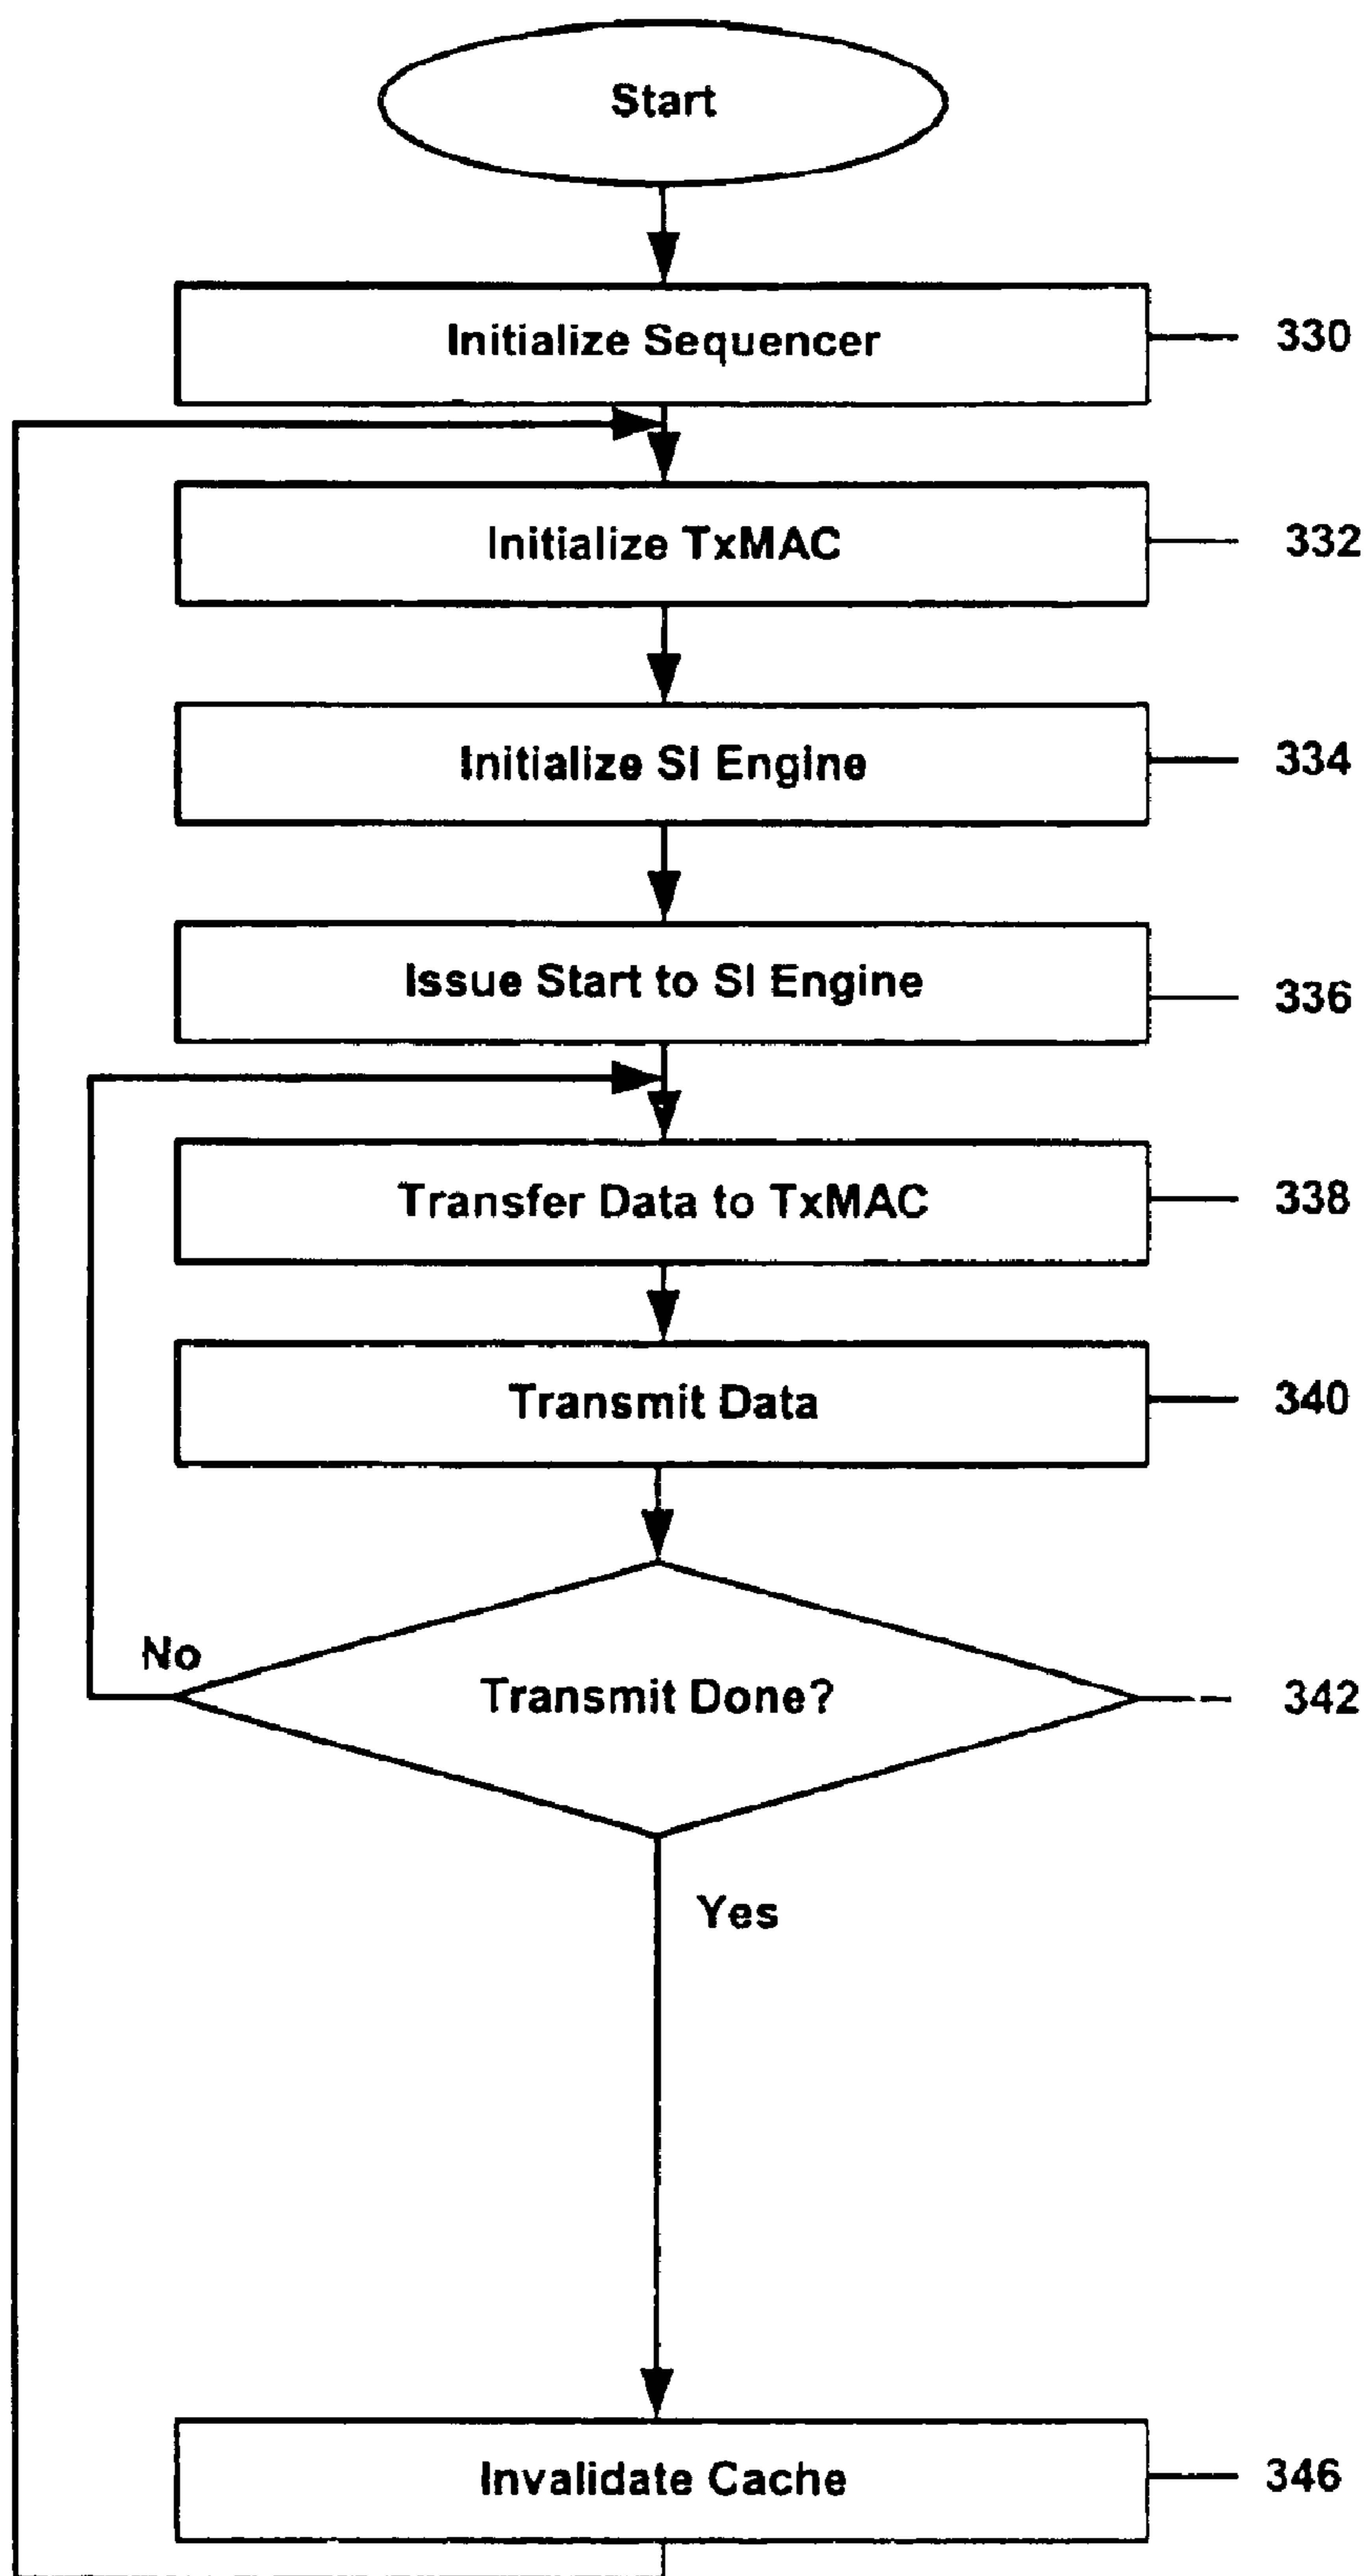 Start
Initialize Sequencer
330
Initialize TxMAC
332
Initialize SI Engine
334
Issue Start to SI Engine
336
Transfer Data to TxMAC
338
Transmit Data
340
No
Transmit Done?
342
Yes
Invalidate Cache
346